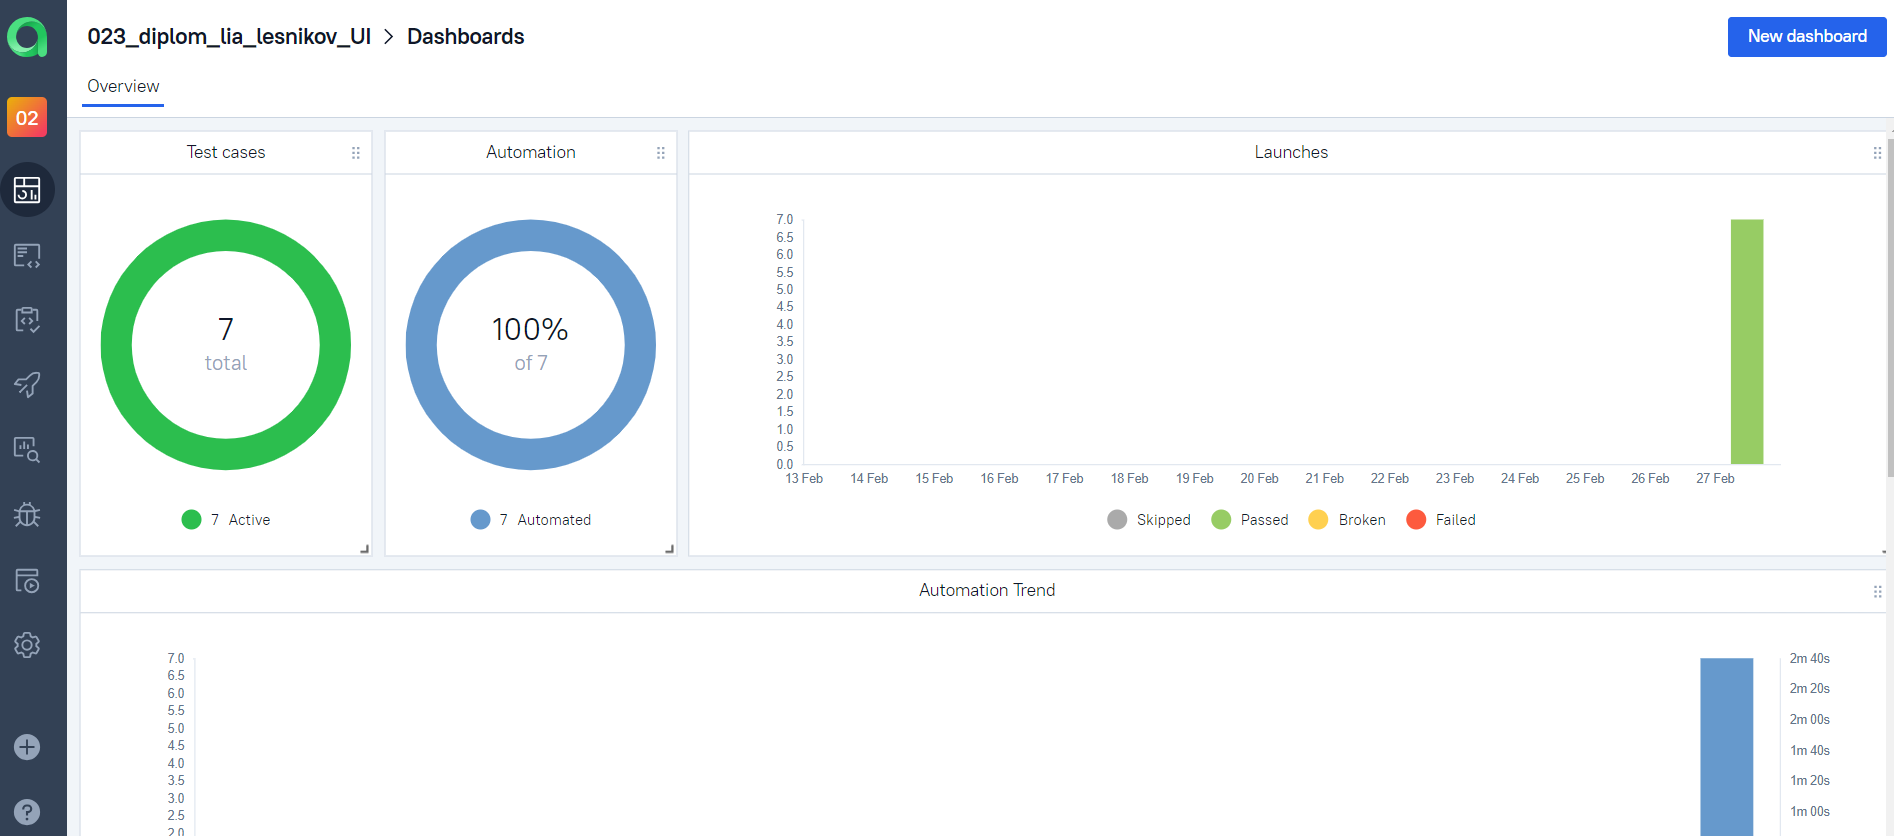 023_diplom_lia_lesnikov_UI > Dashboards
New dashboard
Overview
02
Test cases
7
total
7 Active
Automation
100%
of 7
7 Automated
Launches
7.0
6.5
6.0
5.5
5.0
4.5
4.0
3.5
3.0
2.5
2.0
1.5
1.0
0.5
0.0
13 Feb 14 Feb 15 Feb 16 Feb 17 Feb 18 Feb 19 Feb 20 Feb 21 Feb 22 Feb 23 Feb 24 Feb 25 Feb 26 Feb 27 Feb
Skipped Passed Broken Failed
Automation Trend
7.0
6.5
6.0
5.5
5.0
4.5
4.0
3.5
3.0
2.5
2.0
2m 40s
2m 20s
2m 00s
1m 40s
1m 20s
1m 00s
?